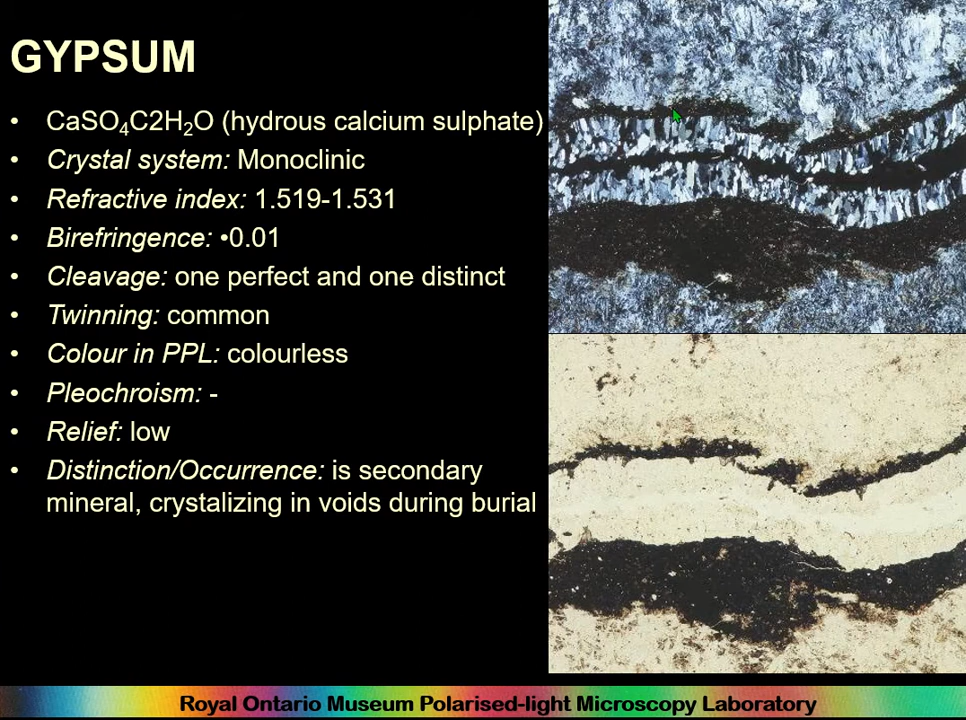 GYPSUM
• CaSO₄C2H₂O (hydrous calcium sulphate)
• Crystal system: Monoclinic
• Refractive index: 1.519-1.531
• Birefringence: •0.01
• Cleavage: one perfect and one distinct
• Twinning: common
• Colour in PPL: colourless
• Pleochroism: -
• Relief: low
• Distinction/Occurrence: is secondary
mineral, crystalizing in voids during burial
Royal Ontario Museum Polarised-light Microscopy Laboratory